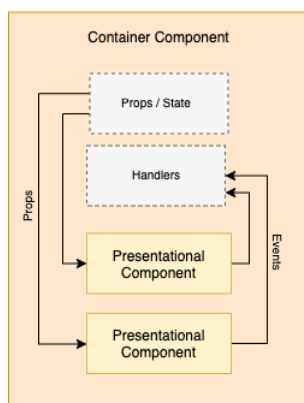 Container Component
Props / State
Handlers
Props
Presentational
Component
Events
Presentational
Component